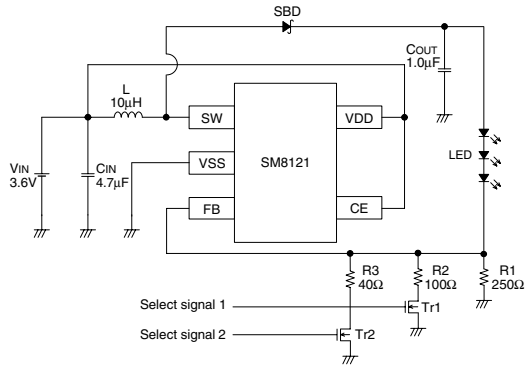 SBD
COUT
1.0μF
L
10μH
SW
VDD
VSS
SM8121
LED
VIN
3.6V
CIN
4.7μF
FB
CE
R3
40Ω
R2
100Ω
R1
250Ω
Select signal 1
Tr1
Select signal 2
Tr2